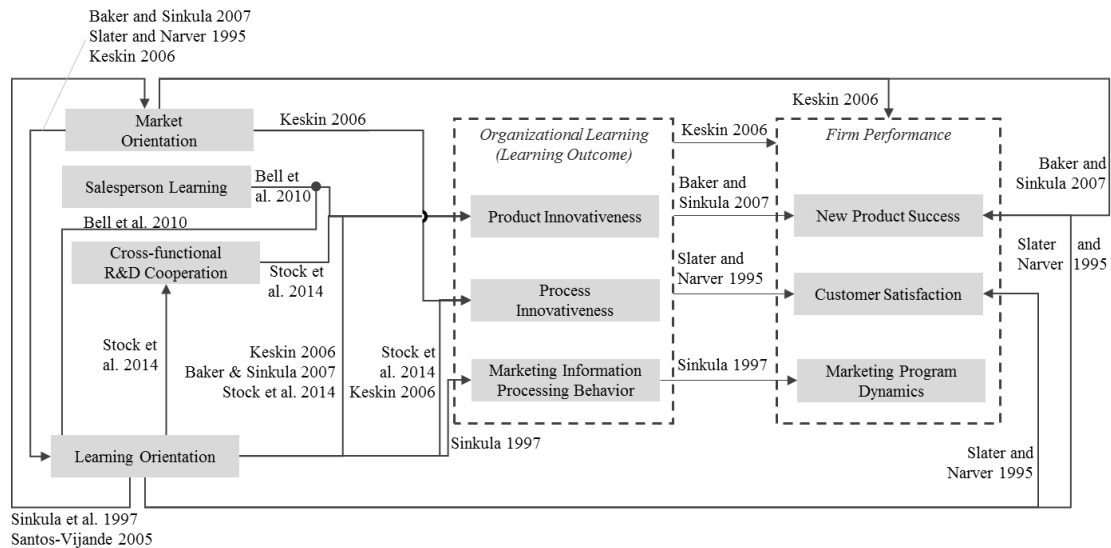 Baker and Sinkula 2007
Slater and Narver 1995
Keskin 2006
Market
Orientation
Keskin 2006
Keskin 2006
Organizational Learning
(Learning Outcome)
Keskin 2006
Firm Performance
Salesperson Learning
Bell et
al. 2010
Bell et al. 2010
Product Innovativeness
Baker and
Sinkula 2007
New Product Success
Baker and
Sinkula 2007
Cross-functional
R&D Cooperation
Stock et
al. 2014
Slater and
Narver 1995
Slater and
Narver 1995
Process
Innovativeness
Customer Satisfaction
Stock et
al. 2014
Keskin 2006
Baker & Sinkula 2007
Stock et al. 2014
Stock et
al. 2014
Keskin 2006
Marketing Information
Processing Behavior
Sinkula 1997
Marketing Program
Dynamics
Learning Orientation
Sinkula 1997
Slater and
Narver 1995
Sinkula et al. 1997
Santos-Vijande 2005